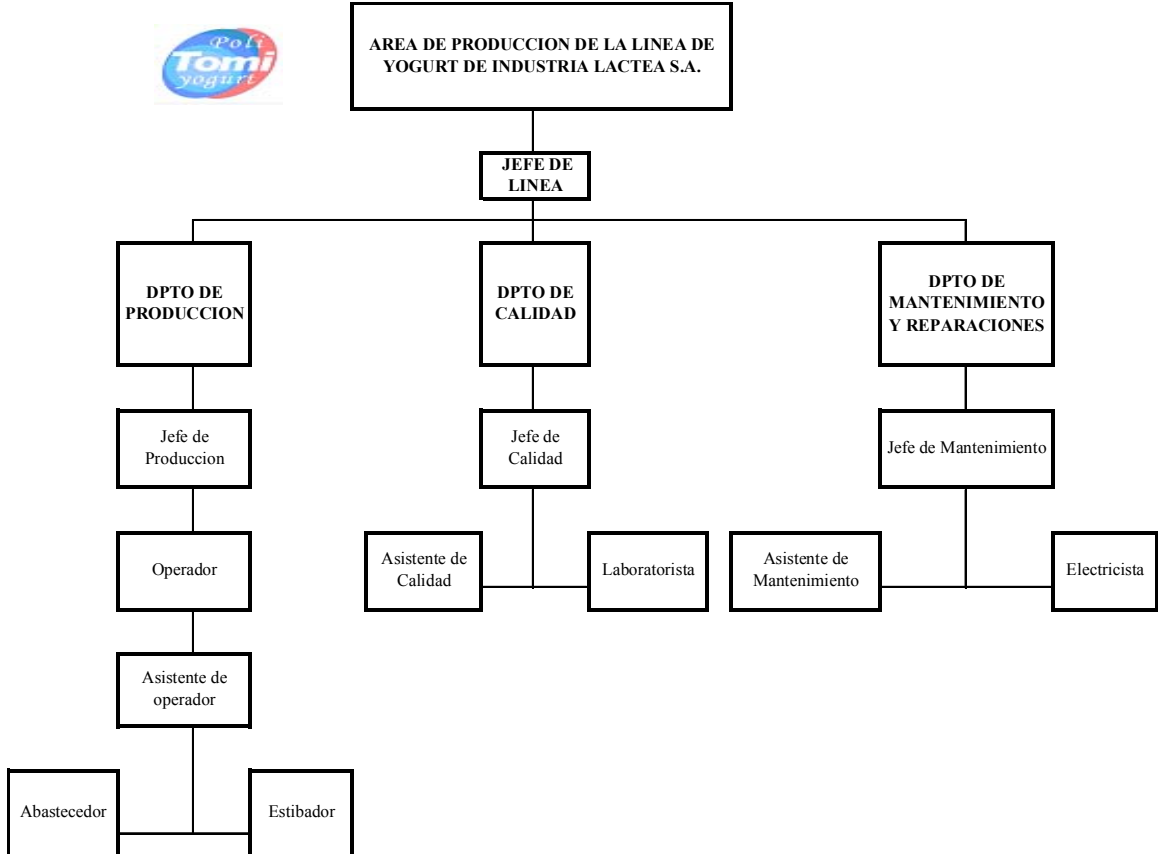 Poli
Tomi
yogurt
AREA DE PRODUCCION DE LA LINEA DE
YOGURT DE INDUSTRIA LACTEA S.A.
JEFE DE
LINEA
DPTO DE
PRODUCCION
DPTO DE
CALIDAD
DPTO DE
MANTENIMIENTO
Y REPARACIONES
Jefe de
Produccion
Jefe de
Calidad
Jefe de Mantenimiento
Operador
Asistente de
Calidad
Laboratorista
Asistente de
Mantenimiento
Electricista
Asistente de
operador
Abastecedor
Estibador